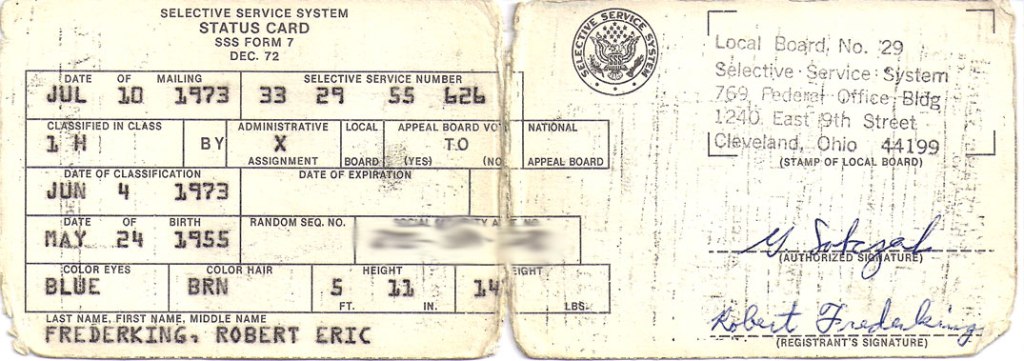 SELECTIVE SERVICE SYSTEM
STATUS CARD
SSS FORM 7
DEC. 72
DATE OF MAILING
SELECTIVE SERVICE NUMBER
JUL 10 1973
33 29 55 626
CLASSIFIED IN CLASS
ADMINISTRATIVE
LOCAL
APPEAL BOARD
NATIONAL
1 H
BY
X
TO
ASSIGNMENT
BOARD
(YES)
(NO
APPEAL BOARD
DATE OF CLASSIFICATION
DATE OF EXPIRATION
JUN 4 1973
DATE OF BIRTH
RANDOM SEQ. NO.
MAY 24 1955
COLOR EYES
COLOR HAIR
HEIGHT
EIGHT
BLUE
BRN
5 11
14
FT.
IN.
LBS.
LAST NAME, FIRST NAME, MIDDLE NAME
FREDERKING, ROBERT ERIC
SELECTIVE SERVICE SYSTEM
SSS
Local Board, No. 29
Selective Service System
769 Federal Office Bldg
1240 East 9th Street
Cleveland, Ohio 44199
(STAMP OF LOCAL BOARD)
(AUTHORIZED SIGNATURE)
Robert Frederking
(REGISTRANT'S SIGNATURE)